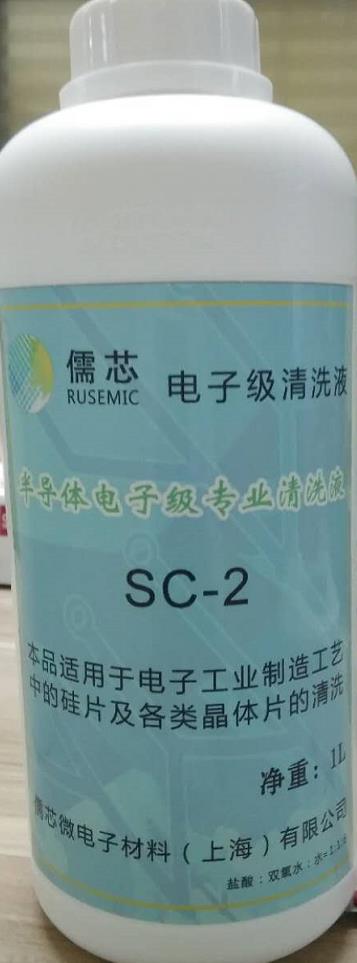 儒芯
RUSEMIC
电子级清洗液
半导体电子级专业清洗液
SC-2
本品适用于电子工业制造工艺
中的硅片及各类晶体片的清洗
净重：1L
儒芯微电子材料（上海）有限公司
盐酸：双氧水：水=1:1: